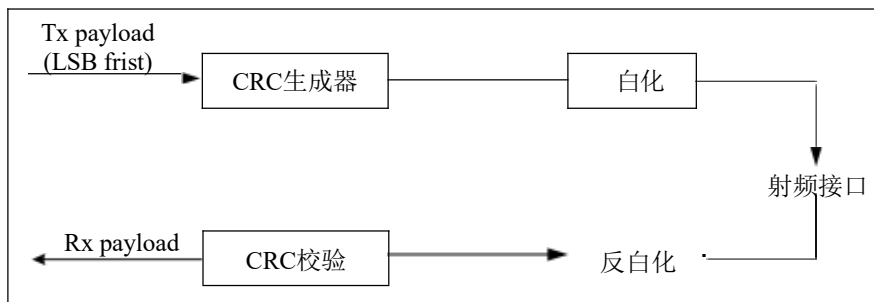 Tx payload
(LSB frist)
CRC生成器
白化
射频接口
Rx payload
CRC校验
反白化